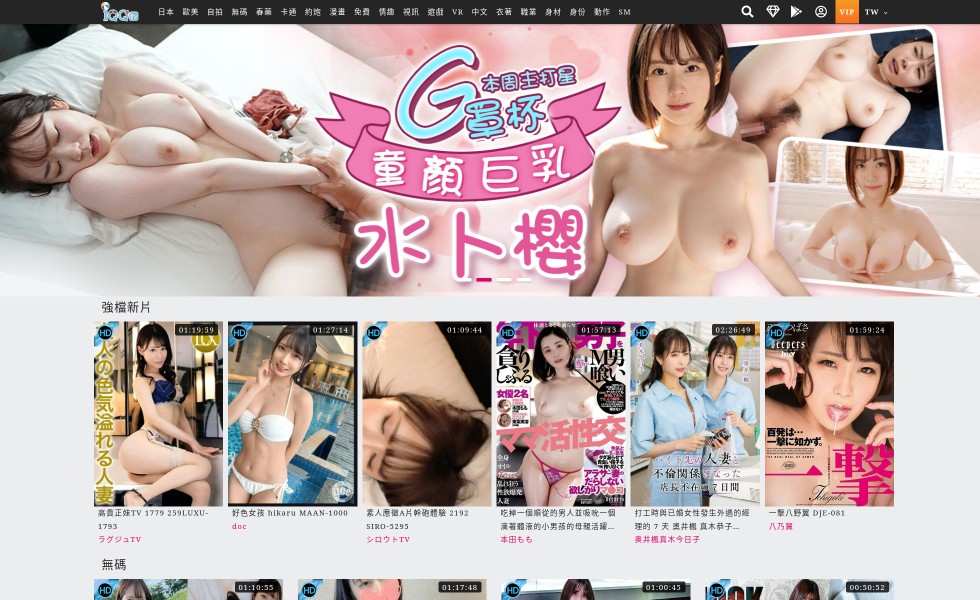 iQQ
日本 歐美 自拍 無碼 春藥 卡通 約炮 漫畫 免費 情趣 視訊 遊戲 VR 中文 衣著 職業 身材 身份 動作 SM
VIP
TW
本周主打星
G罩杯
童顏巨乳
水卜櫻
強檔新片
HD 01:19:59
HD 01:27:14
HD 01:09:44
HD 01:57:13
HD 02:26:49
HD 01:59:24
人の色気溢れる人妻
貪り
しゃぶる
M男
喰い
女優2名
ママ活性交
人妻と
不倫関係になった
店長不在の7日間
百発は…
一撃に如かず。
一撃
Ichigeki
高貴正妹TV 1779 259LUXU-
1793
ラグジュTV
好色女孩 hikaru MAAN-1000
doc
素人應徵A片幹砲體驗 2192
SIRO-5295
シロウトTV
吃掉一個順從的男人並吸吮一個
滴著體液的小男孩的母親活躍...
本田もも
打工時與已婚女性發生外遇的經
理的 7 天 奥井楓 真木恭子...
奥井楓真木今日子
一擊八野翼 DJE-081
八乃翼
無碼
HD 01:10:55
HD 01:17:48
HD 01:00:45
HD 00:50:52